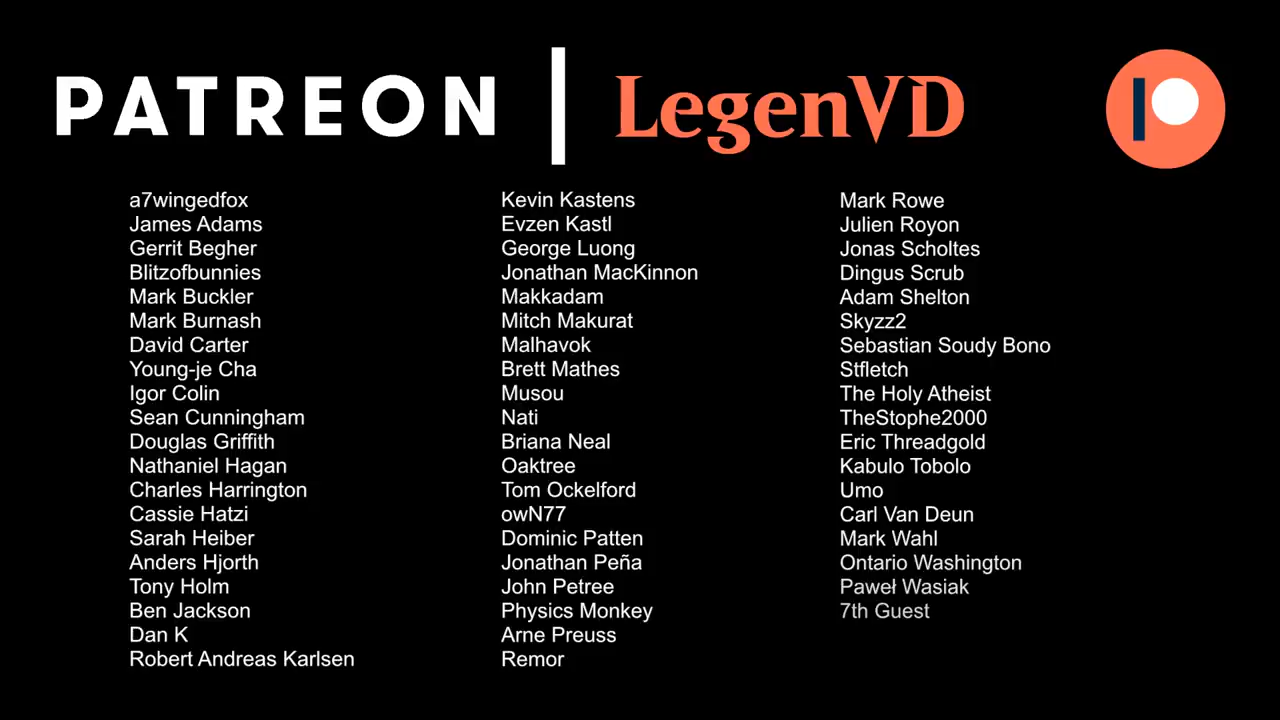 PATREON | LegenVD
a7wingedfox
James Adams
Gerrit Begher
Blitzofbunnies
Mark Buckler
Mark Burnash
David Carter
Young-je Cha
Igor Colin
Sean Cunningham
Douglas Griffith
Nathaniel Hagan
Charles Harrington
Cassie Hatzi
Sarah Heiber
Anders Hjorth
Tony Holm
Ben Jackson
Dan K
Robert Andreas Karlsen
Kevin Kastens
Evzen Kastl
George Luong
Jonathan MacKinnon
Makkadam
Mitch Makurat
Malhavok
Brett Mathes
Musou
Nati
Briana Neal
Oaktree
Tom Ockelford
owN77
Dominic Patten
Jonathan Peña
John Petree
Physics Monkey
Arne Preuss
Remor
Mark Rowe
Julien Royon
Jonas Scholtes
Dingus Scrub
Adam Shelton
Skyzz2
Sebastian Soudy Bono
Stfletch
The Holy Atheist
TheStophe2000
Eric Threadgold
Kabulo Tobolo
Umo
Carl Van Deun
Mark Wahl
Ontario Washington
Paweł Wasiak
7th Guest